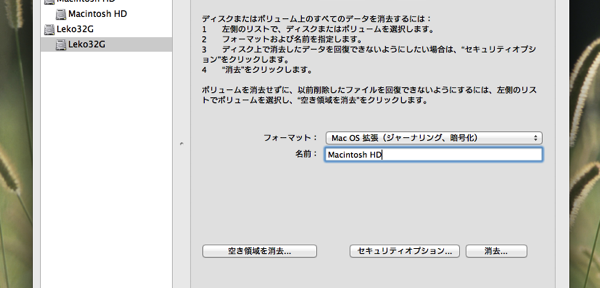 Macintosh HD
Macintosh HD
Leko32G
Leko32G
ディスクまたはボリューム上のすべてのデータを消去するには：
1 左側のリストで、ディスクまたはボリュームを選択します。
2 フォーマットおよび名前を指定します。
3 ディスク上で消去したデータを回復できないようにしたい場合は、“セキュリティオプシ
ョン”をクリックします。
4 “消去”をクリックします。
ボリュームを消去せずに、以前削除したファイルを回復できないようにするには、左側のリス
トでボリュームを選択し、“空き領域を消去”をクリックします。
フォーマット： Mac OS 拡張（ジャーナリング、暗号化）
名前： Macintosh HD
空き領域を消去... セキュリティオプション... 消去...